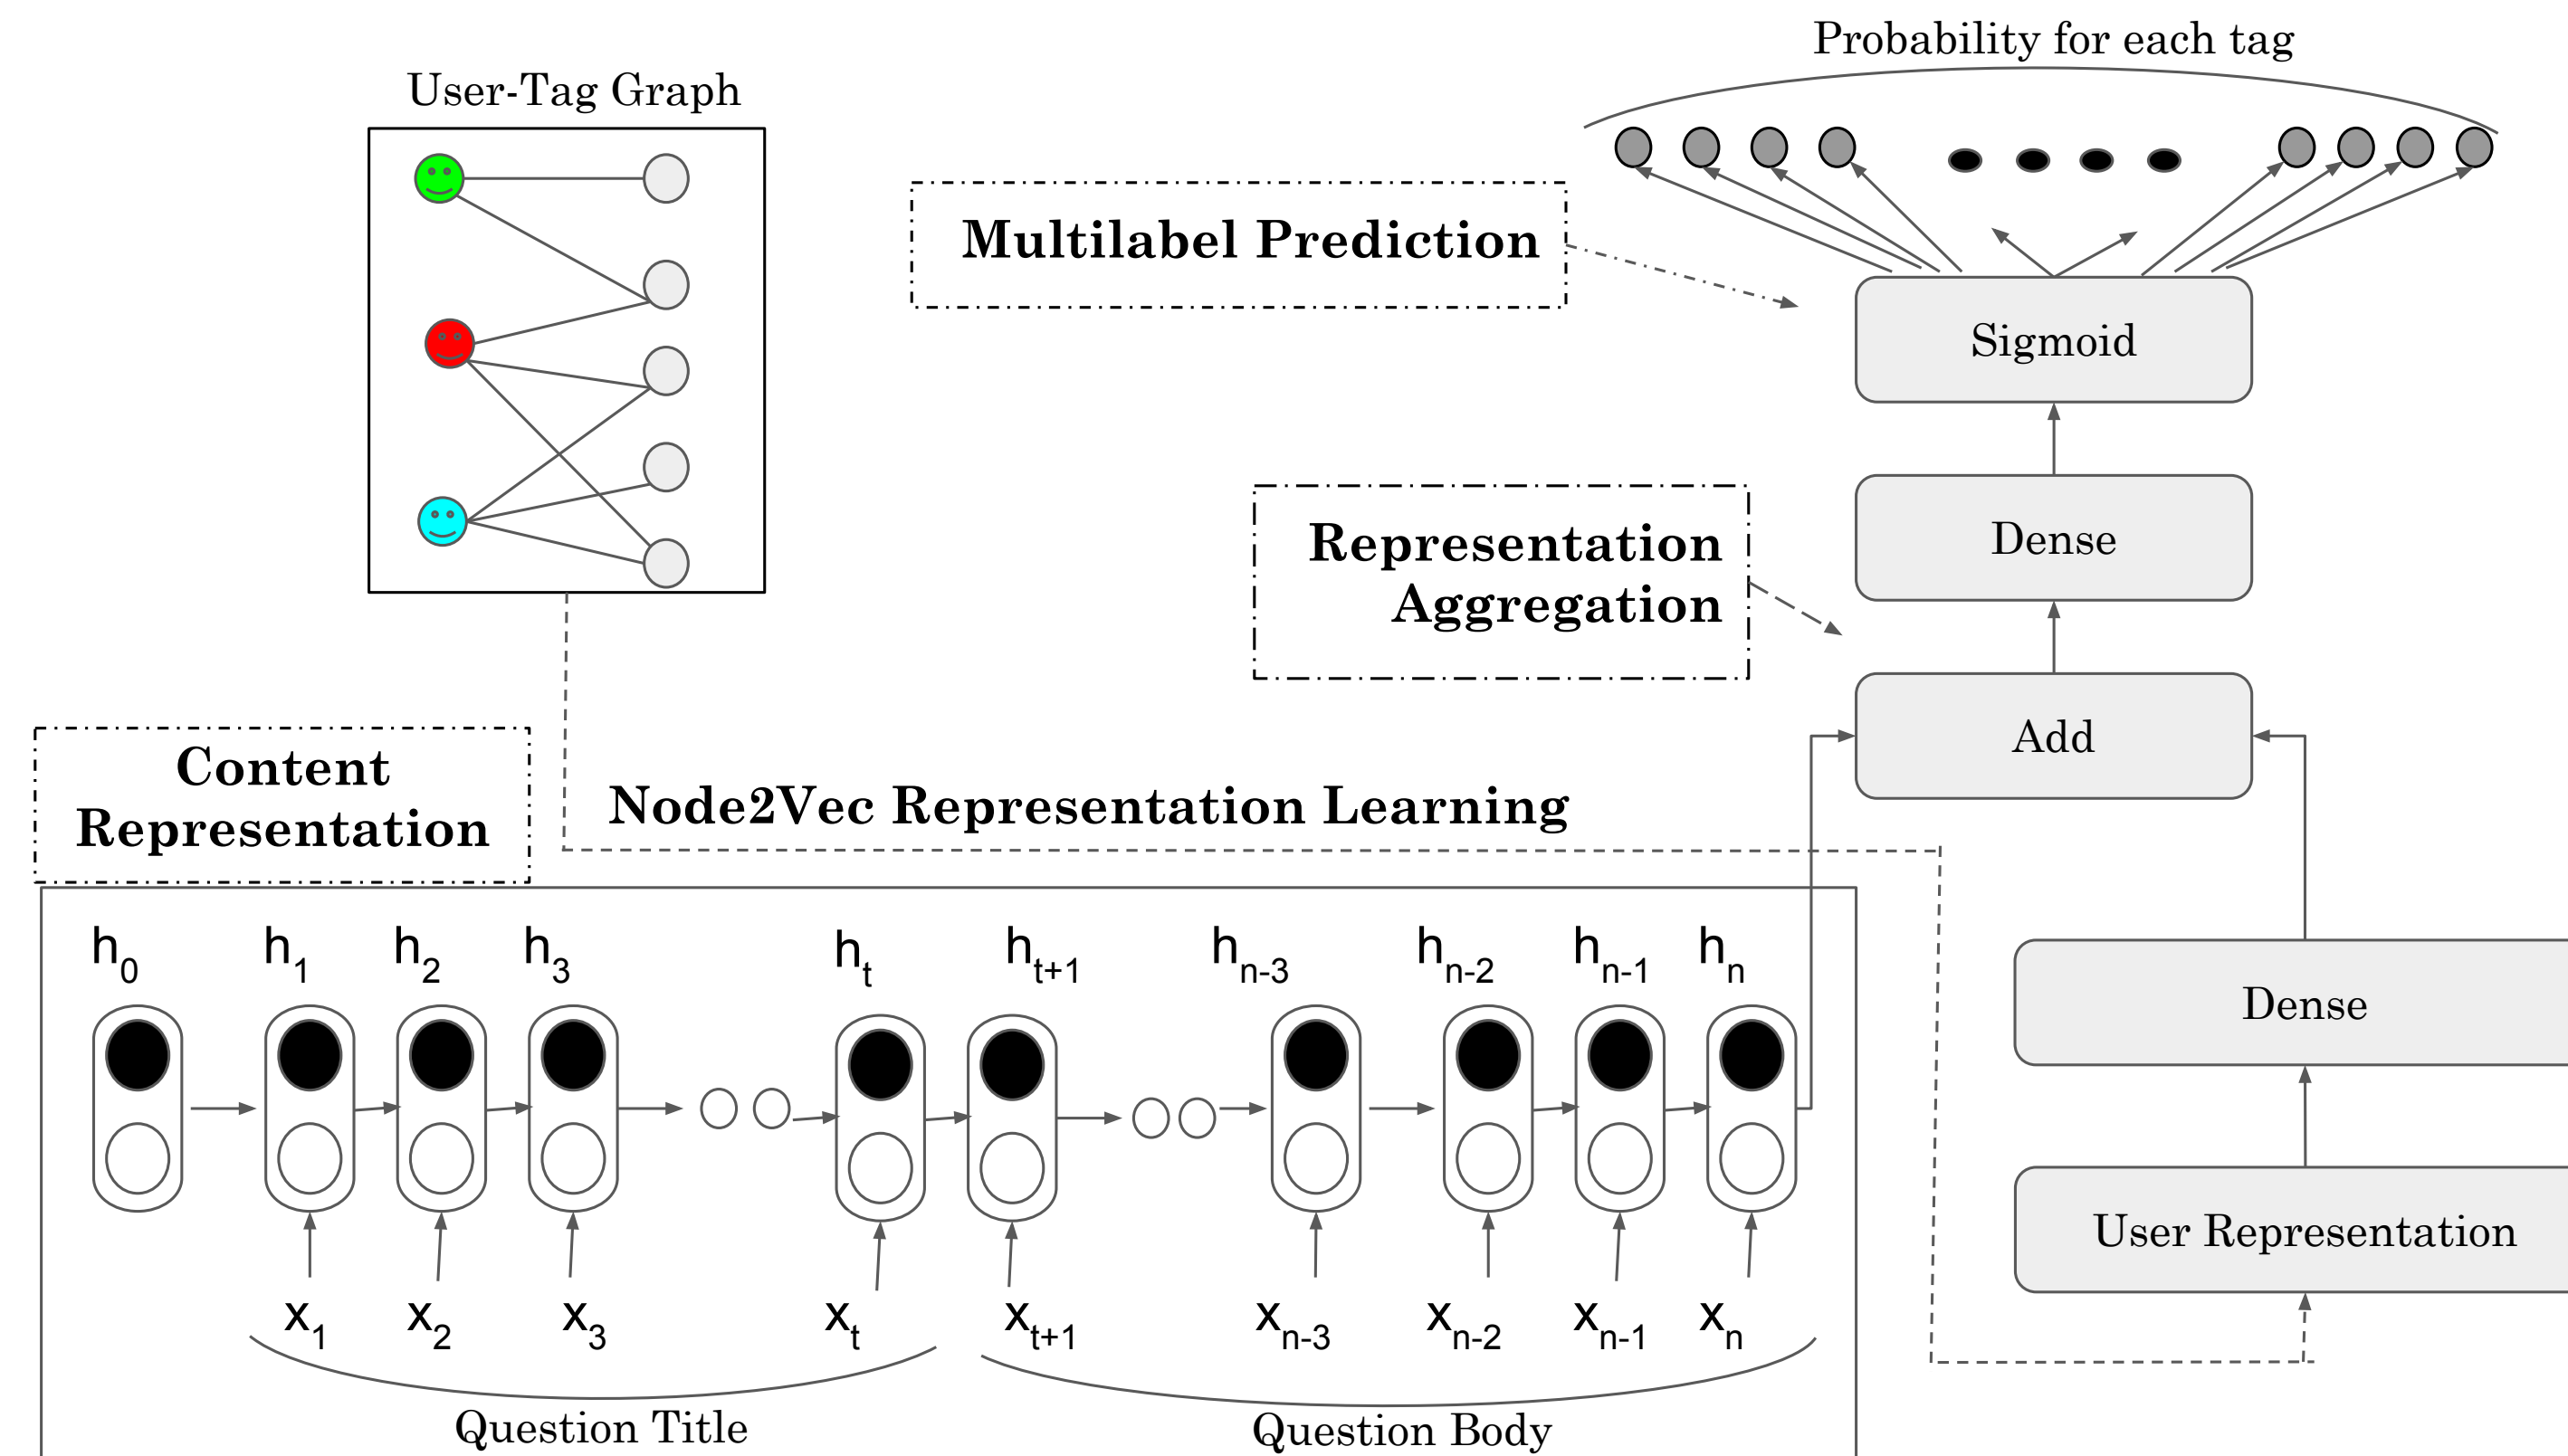 Probability for each tag
User-Tag Graph
Multilabel Prediction
Sigmoid
Representation
Aggregation
Dense
Add
Content
Representation
Node2Vec Representation Learning
h0 h1 h2 h3 ht ht+1 hn-3 hn-2 hn-1 hn
Dense
User Representation
x1 x2 x3 xt xt+1 xn-3 xn-2 xn-1 xn
Question Title
Question Body